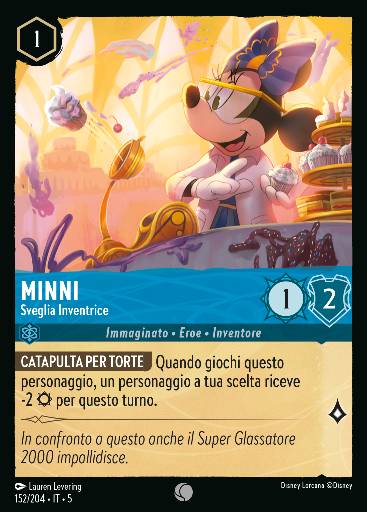 1
MINNI
Sveglia Inventrice
1
2
Immaginato • Eroe • Inventore
CATAPULTA PER TORTE Quando giochi questo
personaggio, un personaggio a tua scelta riceve
-2 per questo turno.
In confronto a questo anche il Super Glassatore
2000 impallidisce.
Lauren Levering
Disney Lorcana ©Disney
152/204 • IT • 5